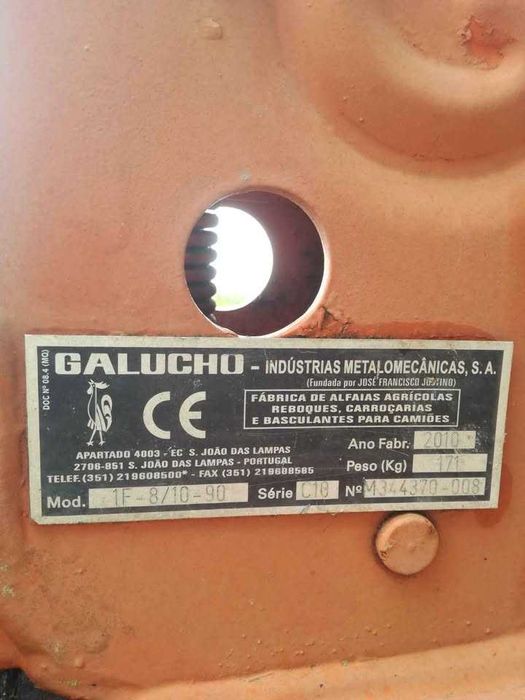 DOC Nº 08.4 (MQ)
GALUCHO - INDÚSTRIAS METALOMECÂNICAS, S.A.
(Fundada por JOSÉ FRANCISCO JUSTINO)
CE
FÁBRICA DE ALFAIAS AGRÍCOLAS
REBOQUES, CARROÇARIAS
E BASCULANTES PARA CAMIÕES
APARTADO 4003 - EC S. JOÃO DAS LAMPAS
2706-851 S. JOÃO DAS LAMPAS - PORTUGAL
TELEF. (351) 219608500* - FAX (351) 219608585
Ano Fabr. 2010
Peso (Kg) 171
Mod. 1F-8/10-90 Série C18 Nº M344370-008